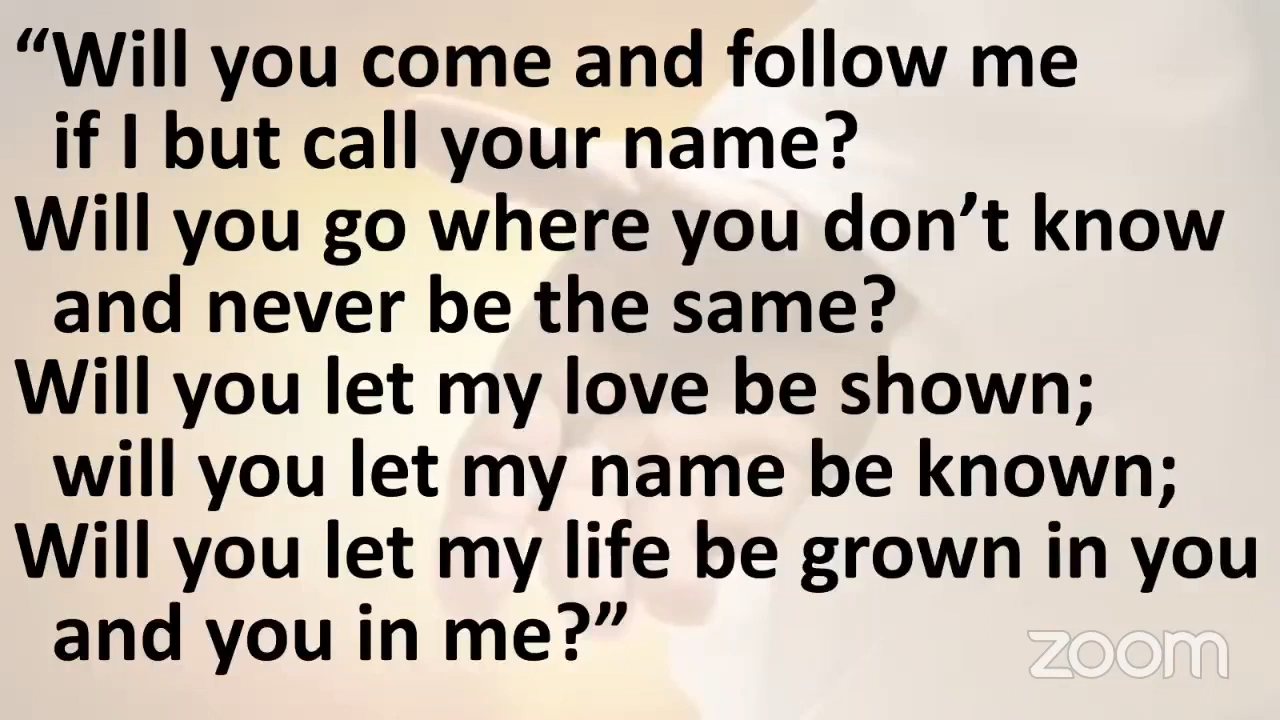 “Will you come and follow me
if I but call your name?
Will you go where you don’t know
and never be the same?
Will you let my love be shown;
will you let my name be known;
Will you let my life be grown in you
and you in me?”
zoom